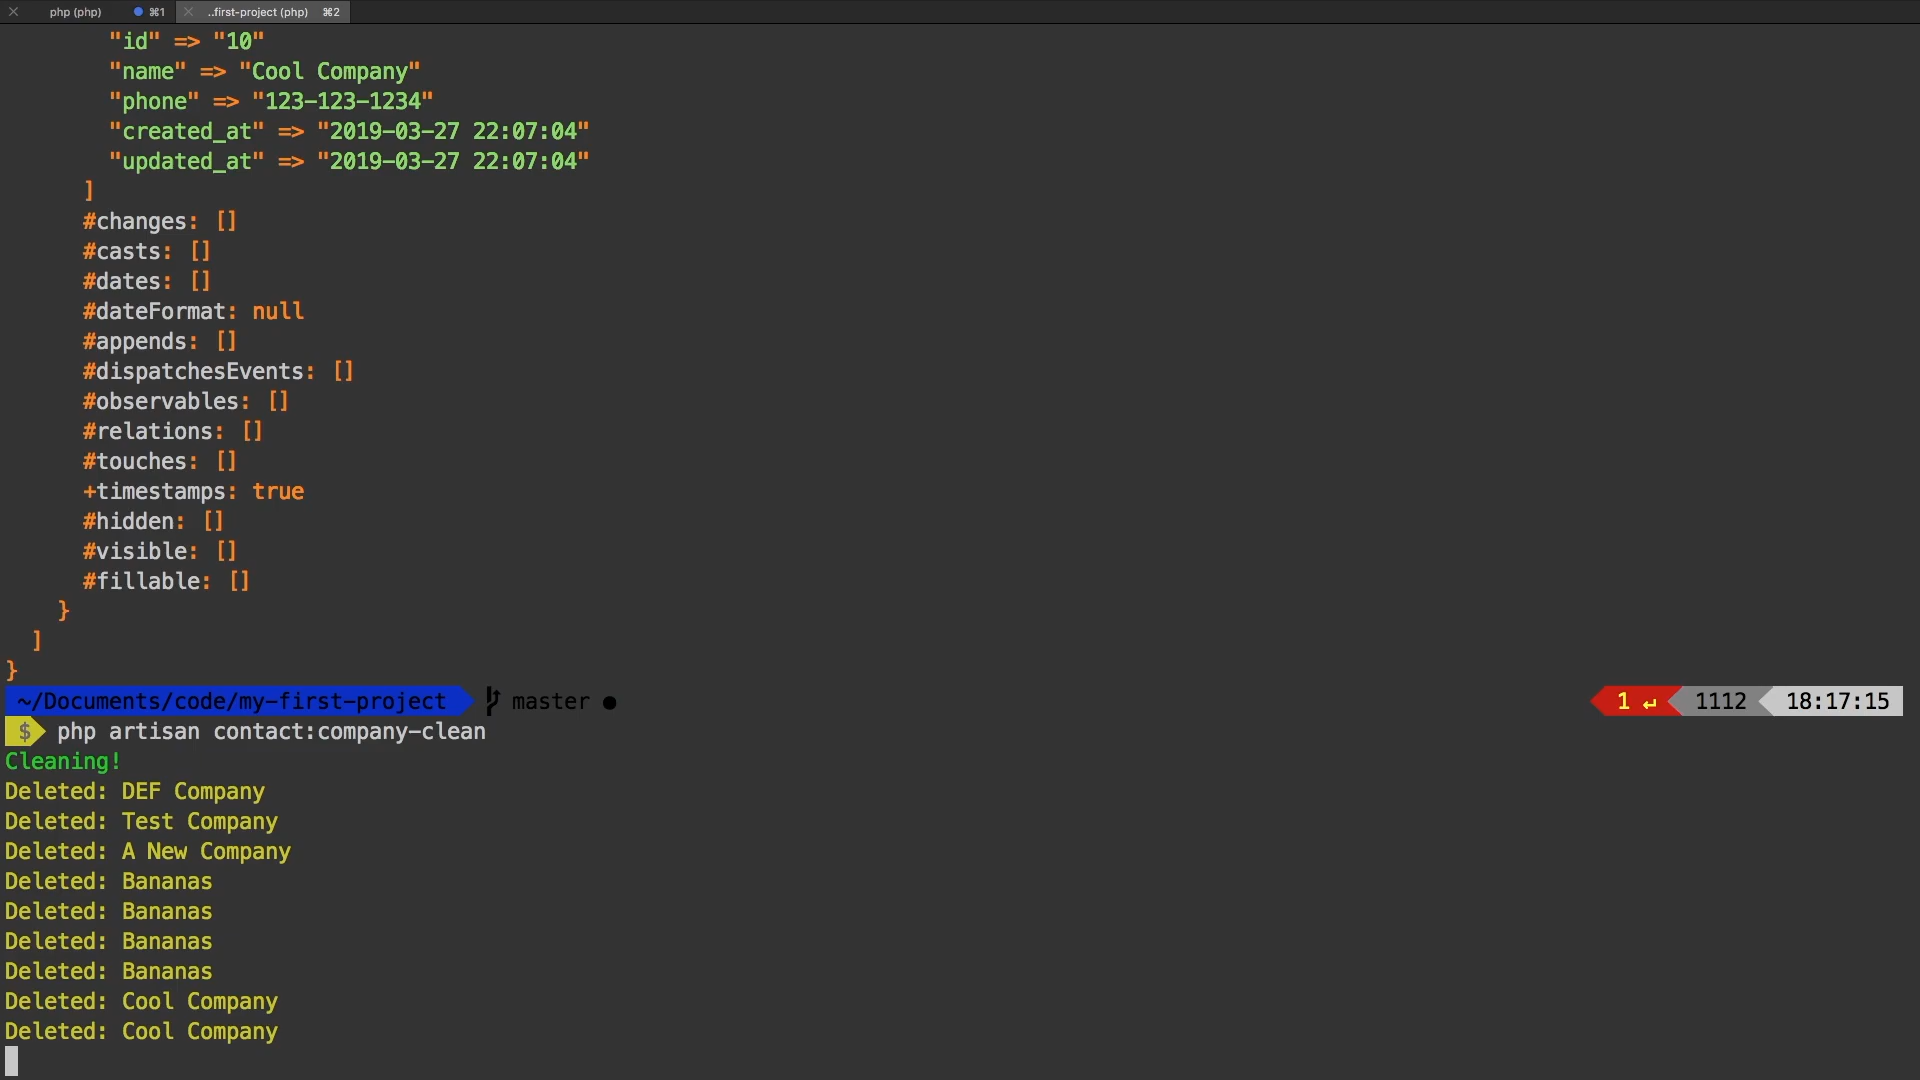 php (php) ⌘1 ..first-project (php) ⌘2
"id" => "10"
"name" => "Cool Company"
"phone" => "123-123-1234"
"created_at" => "2019-03-27 22:07:04"
"updated_at" => "2019-03-27 22:07:04"
]
#changes: []
#casts: []
#dates: []
#dateFormat: null
#appends: []
#dispatchesEvents: []
#observables: []
#relations: []
#touches: []
+timestamps: true
#hidden: []
#visible: []
#fillable: []
}
]
}
~/Documents/code/my-first-project master ● 1 ↵ 1112 18:17:15
$ php artisan contact:company-clean
Cleaning!
Deleted: DEF Company
Deleted: Test Company
Deleted: A New Company
Deleted: Bananas
Deleted: Bananas
Deleted: Bananas
Deleted: Bananas
Deleted: Cool Company
Deleted: Cool Company